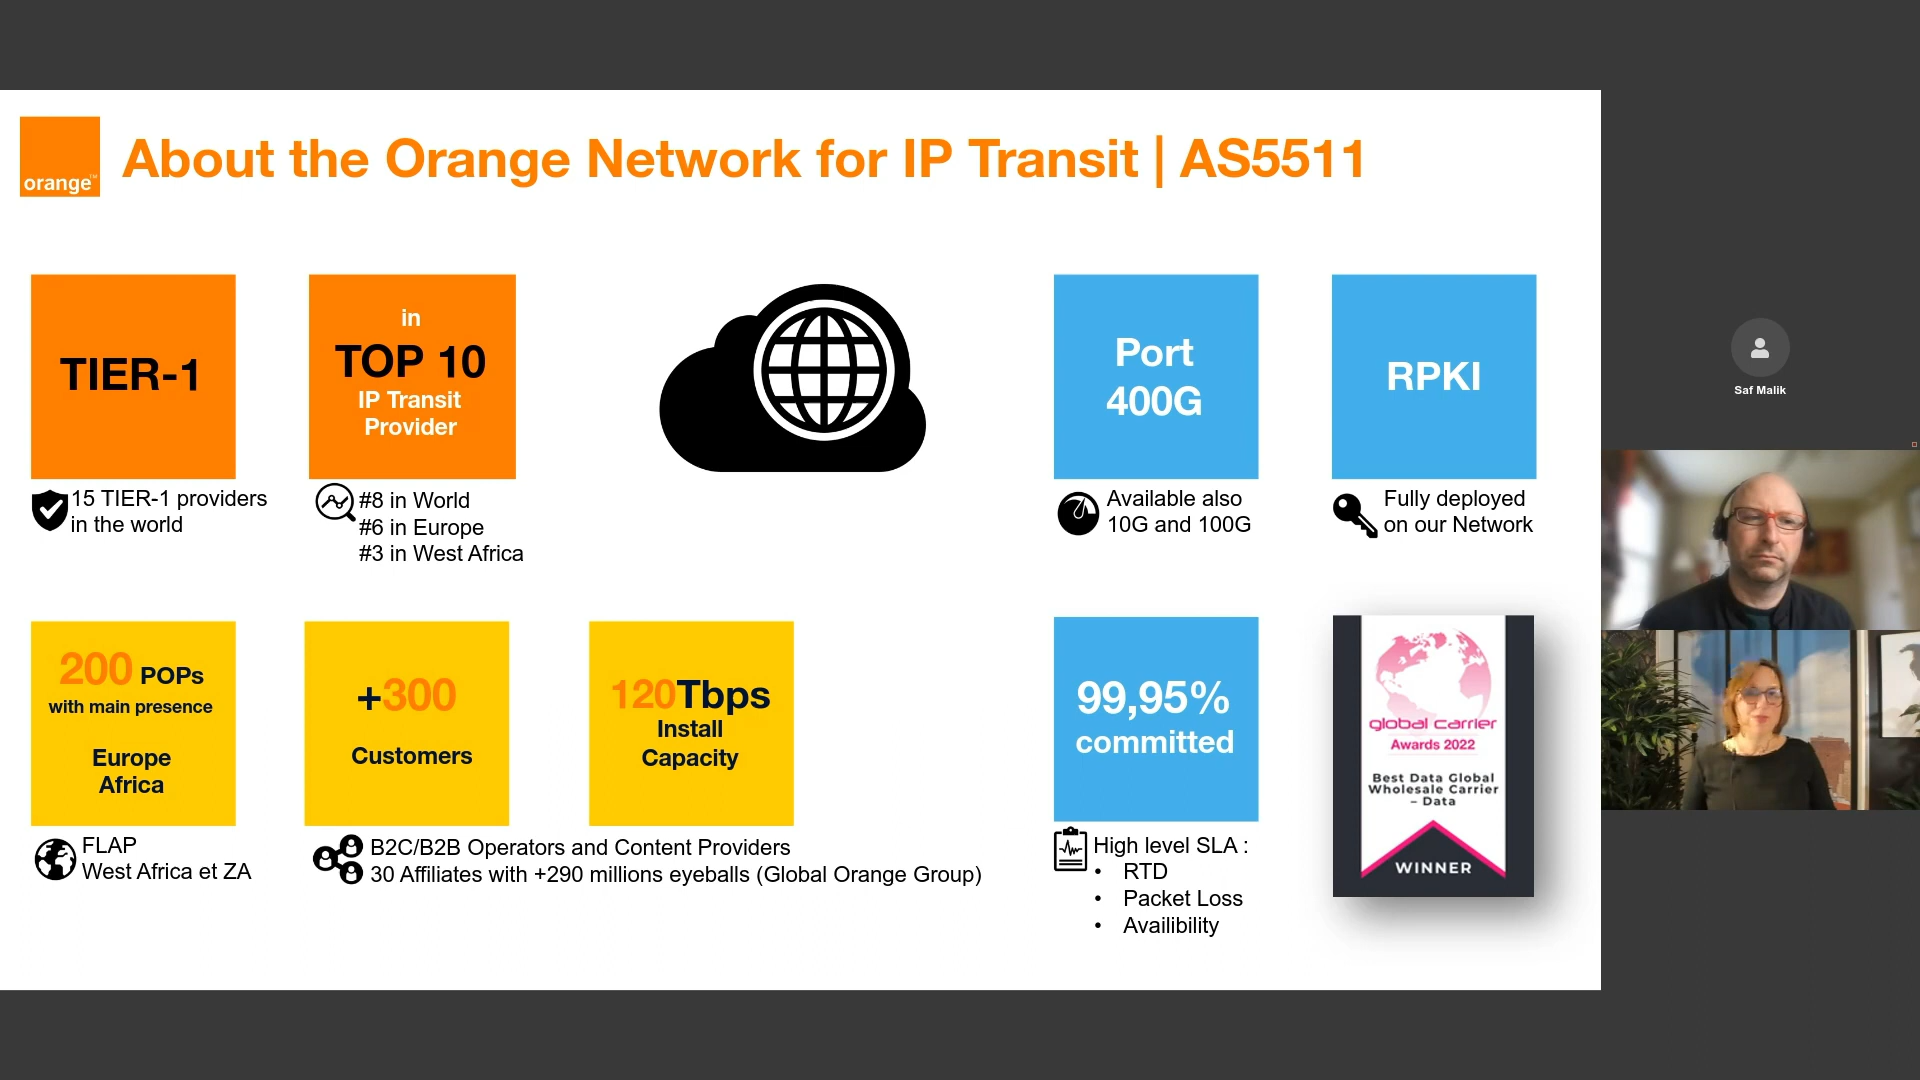 orange™
About the Orange Network for IP Transit | AS5511
TIER-1
15 TIER-1 providers
in the world
in
TOP 10
IP Transit
Provider
#8 in World
#6 in Europe
#3 in West Africa
Port
400G
Available also
10G and 100G
RPKI
Fully deployed
on our Network
200 POPs
with main presence
Europe
Africa
FLAP
West Africa et ZA
+300
Customers
120Tbps
Install
Capacity
B2C/B2B Operators and Content Providers
30 Affiliates with +290 millions eyeballs (Global Orange Group)
99,95%
committed
High level SLA :
• RTD
• Packet Loss
• Availibility
global carrier
Awards 2022
Best Data Global
Wholesale Carrier
– Data
WINNER
Saf Malik